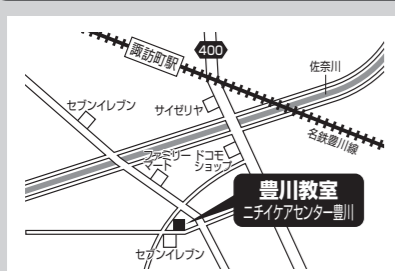 400
諏訪町駅
佐奈川
セブンイレブン
サイゼリヤ
名鉄豊川線
ファミリー
マート
ドコモ
ショップ
豊川教室
ニチイケアセンター豊川
セブンイレブン